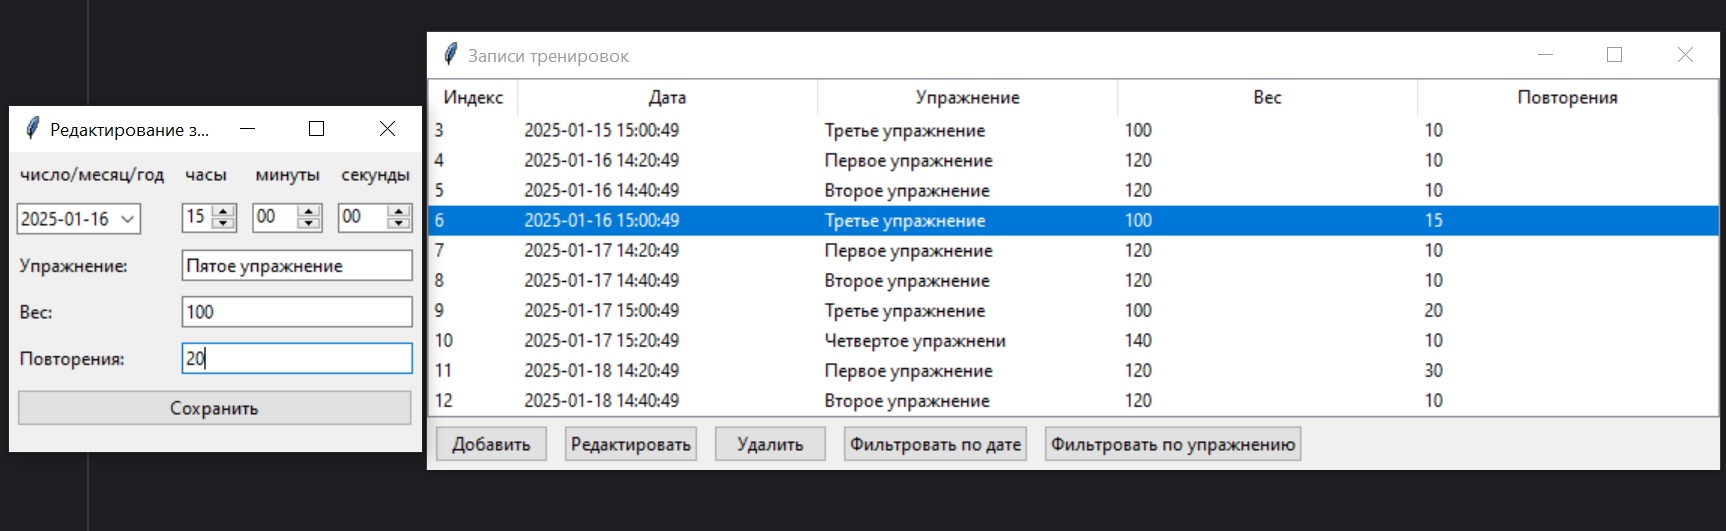 Редактирование з...
число/месяц/год часы минуты секунды
2025-01-16 15 00 00
Упражнение: Пятое упражнение
Вес: 100
Повторения: 20
Сохранить
Записи тренировок
Индекс Дата Упражнение Вес Повторения
3 2025-01-15 15:00:49 Третье упражнение 100 10
4 2025-01-16 14:20:49 Первое упражнение 120 10
5 2025-01-16 14:40:49 Второе упражнение 120 10
6 2025-01-16 15:00:49 Третье упражнение 100 15
7 2025-01-17 14:20:49 Первое упражнение 120 10
8 2025-01-17 14:40:49 Второе упражнение 120 10
9 2025-01-17 15:00:49 Третье упражнение 100 20
10 2025-01-17 15:20:49 Четвертое упражнени 140 10
11 2025-01-18 14:20:49 Первое упражнение 120 30
12 2025-01-18 14:40:49 Второе упражнение 120 10
Добавить Редактировать Удалить Фильтровать по дате Фильтровать по упражнению